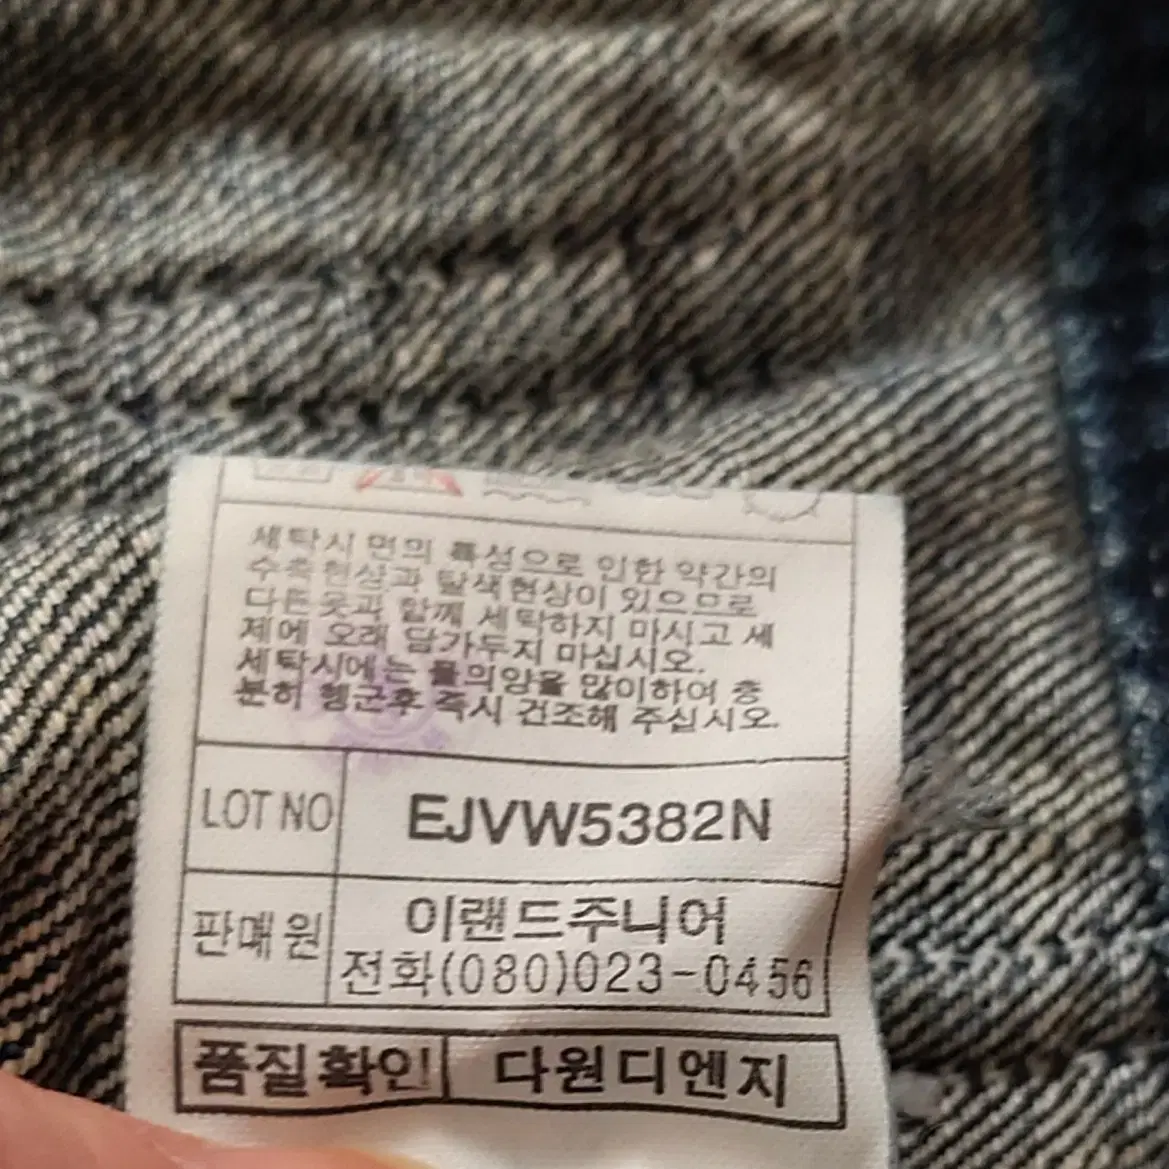 세탁시 면의 특성으로 인한 약간의
수축현상과 탈색현상이 있으므로
다른옷과 함께 세탁하지 마시고 세
제에 오래 담가두지 마십시오.
세탁시에는 물의양을 많이하여 충
분히 헹군후 즉시 건조해 주십시오.
LOT NO EJVW5382N
판매원 이랜드주니어
전화(080)023-0456
품질확인 다원디엔지